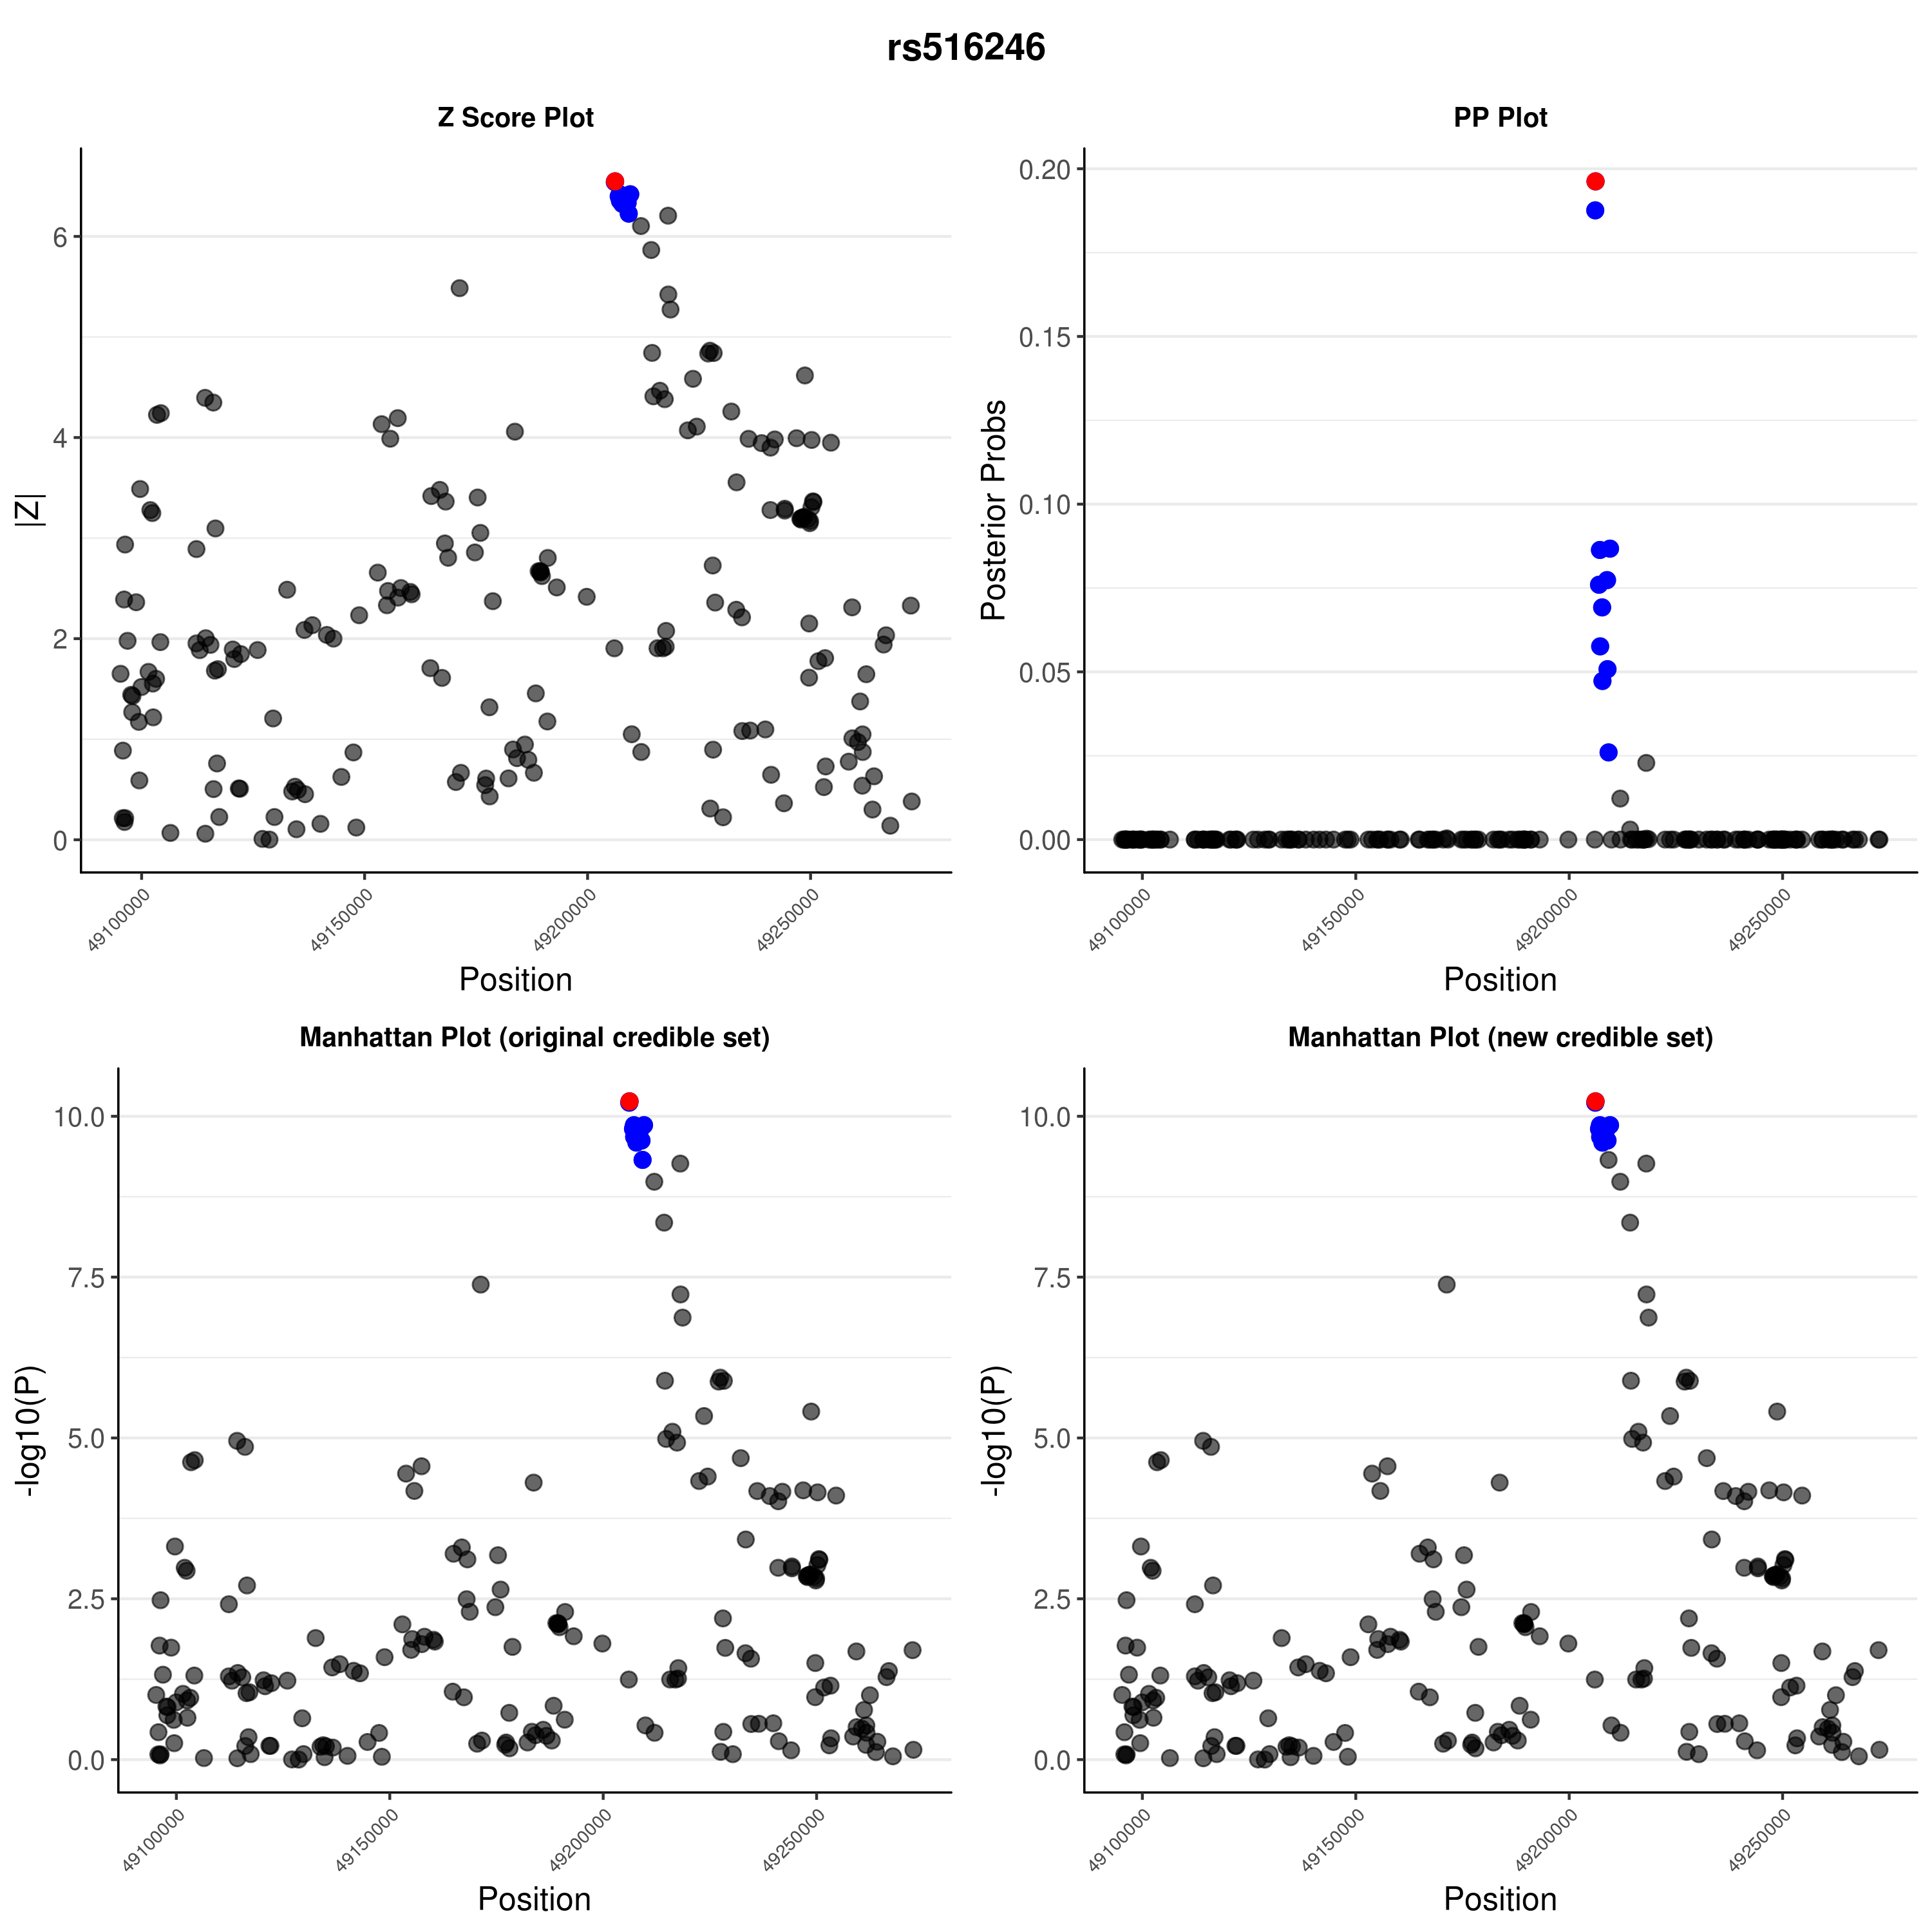 rs516246
Z Score Plot
|Z|
6
4
2
0
49100000
49150000
49200000
49250000
Position
PP Plot
Posterior Probs
0.20
0.15
0.10
0.05
0.00
49100000
49150000
49200000
49250000
Position
Manhattan Plot (original credible set)
-log10(P)
10.0
7.5
5.0
2.5
0.0
49100000
49150000
49200000
49250000
Position
Manhattan Plot (new credible set)
-log10(P)
10.0
7.5
5.0
2.5
0.0
49100000
49150000
49200000
49250000
Position